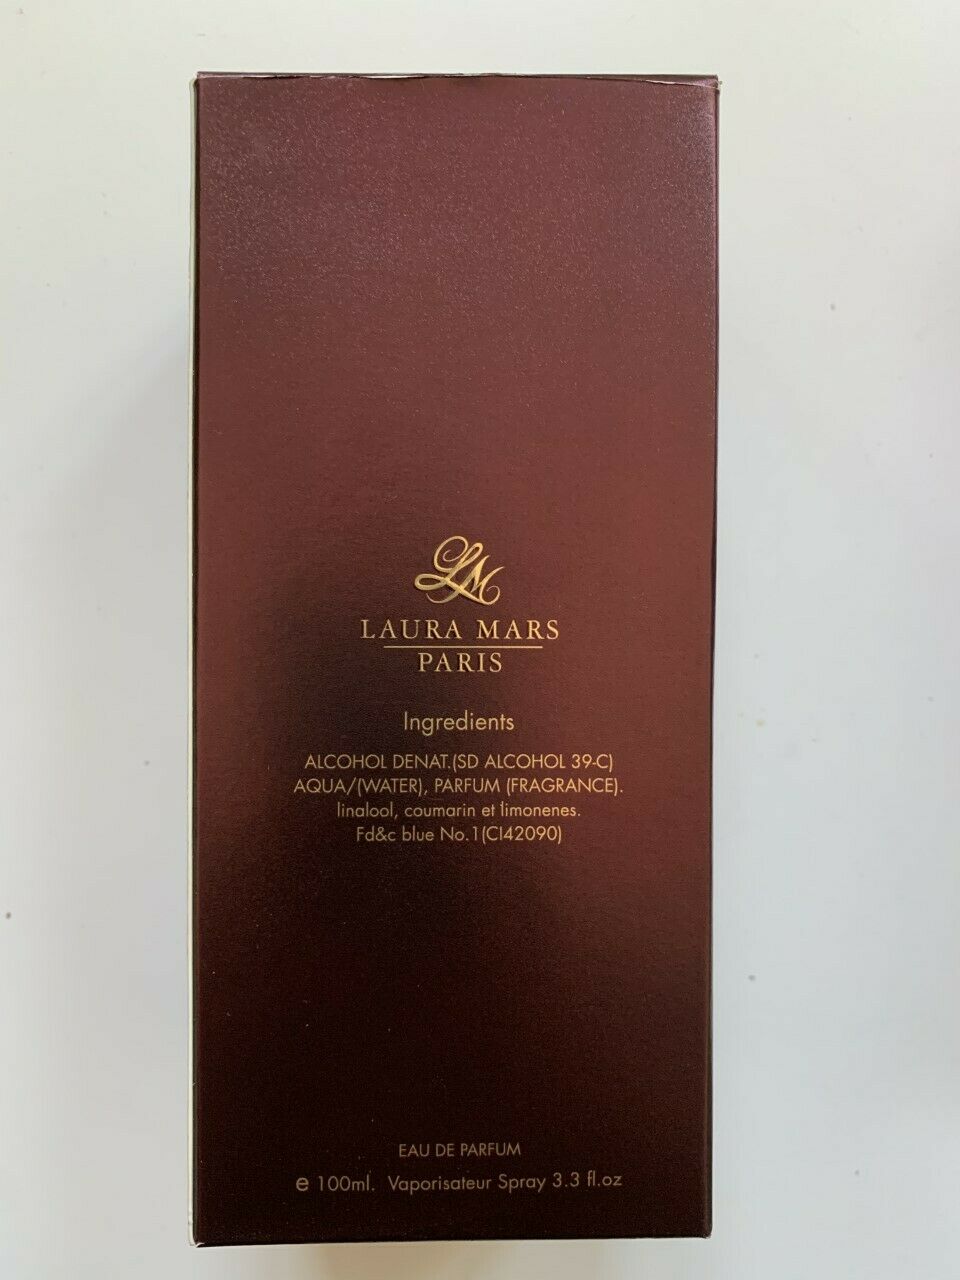 LM
LAURA MARS
PARIS
Ingredients
ALCOHOL DENAT.(SD ALCOHOL 39-C)
AQUA/(WATER), PARFUM (FRAGRANCE).
linalool, coumarin et limonenes.
Fd&c blue No.1(CI42090)
EAU DE PARFUM
e 100ml. Vaporisateur Spray 3.3 fl.oz